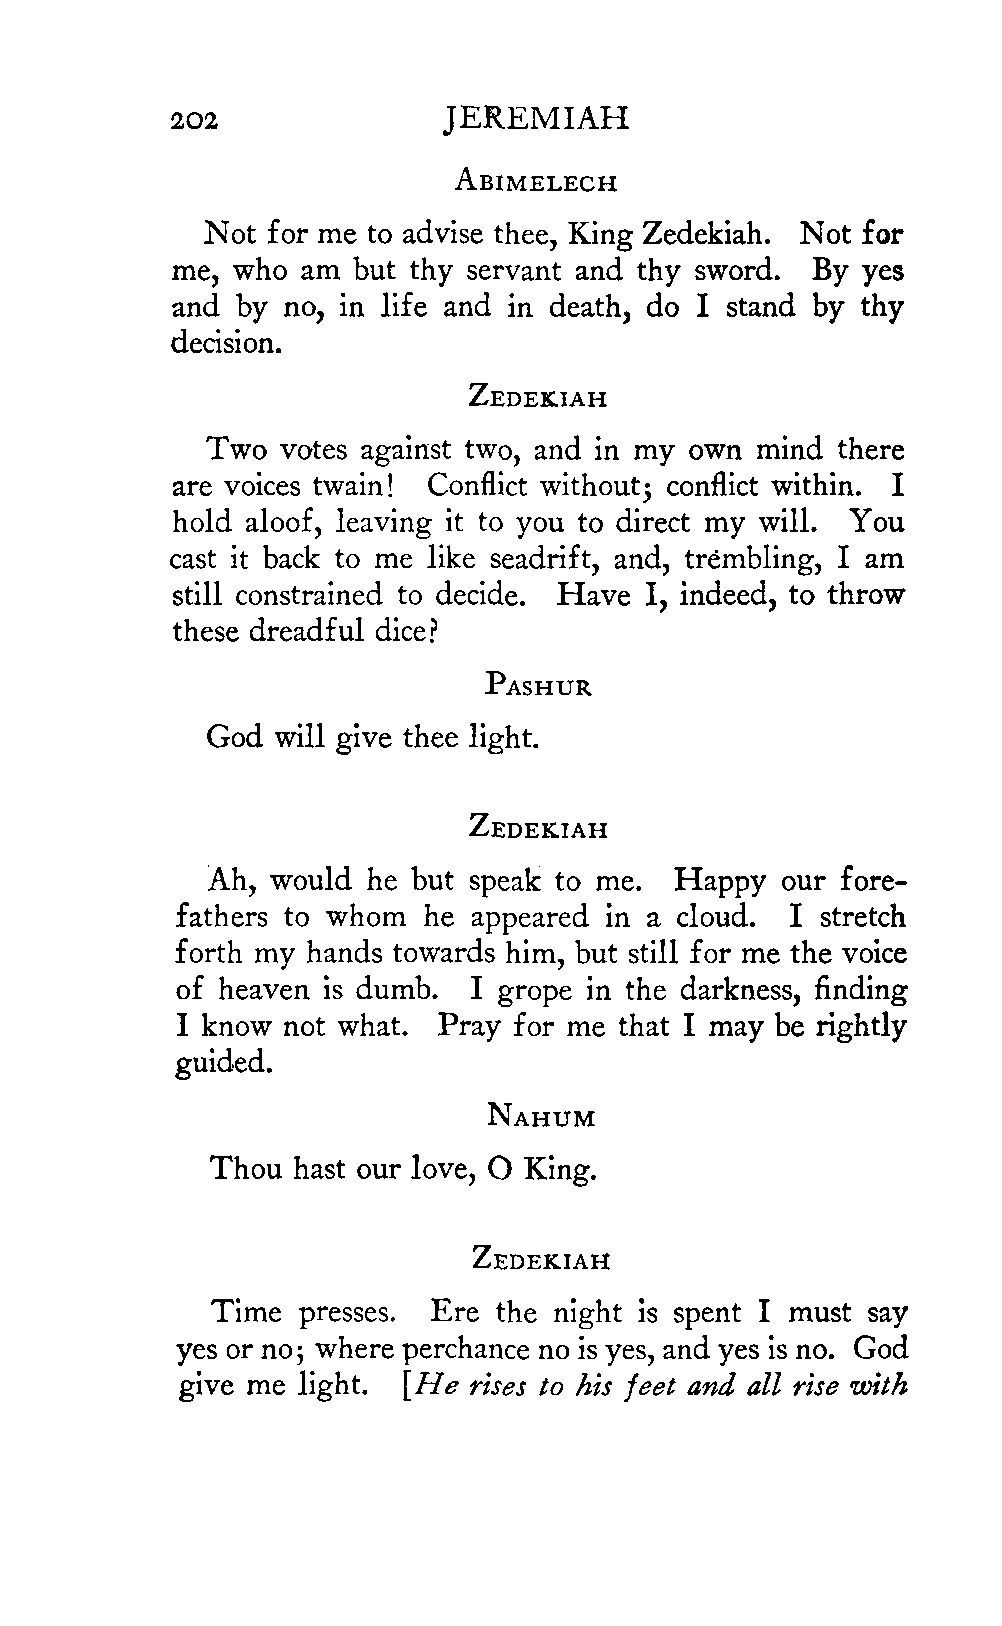 202 JEREMIAH
ABIMELECH
Not for me to advise thee, King Zedekiah. Not for
me, who am but thy servant and thy sword. By yes
and by no, in life and in death, do I stand by thy
decision.
ZEDEKIAH
Two votes against two, and in my own mind there
are voices twain! Conflict without; conflict within. I
hold aloof, leaving it to you to direct my will. You
cast it back to me like seadrift, and, trembling, I am
still constrained to decide. Have I, indeed, to throw
these dreadful dice?
PASHUR
God will give thee light.
ZEDEKIAH
Ah, would he but speak to me. Happy our fore-
fathers to whom he appeared in a cloud. I stretch
forth my hands towards him, but still for me the voice
of heaven is dumb. I grope in the darkness, finding
I know not what. Pray for me that I may be rightly
guided.
NAHUM
Thou hast our love, O King.
ZEDEKIAH
Time presses. Ere the night is spent I must say
yes or no; where perchance no is yes, and yes is no. God
give me light. [He rises to his feet and all rise with